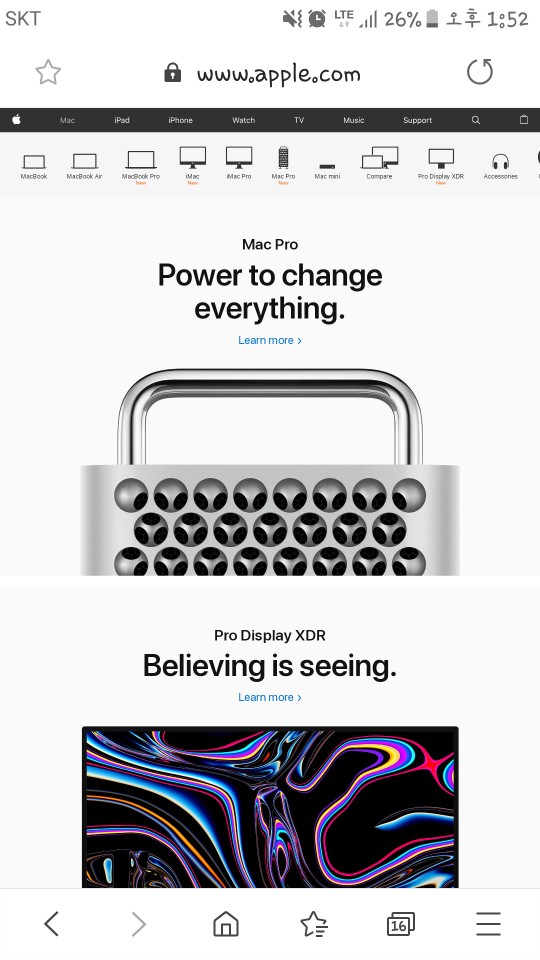 SKT LTE 26% 오후 1:52
www.apple.com
Mac iPad iPhone Watch TV Music Support
MacBook MacBook Air MacBook Pro iMac iMac Pro Mac Pro Mac mini Compare Pro Display XDR Accessories
New New New New
Mac Pro
Power to change
everything.
Learn more ›
Pro Display XDR
Believing is seeing.
Learn more ›
16